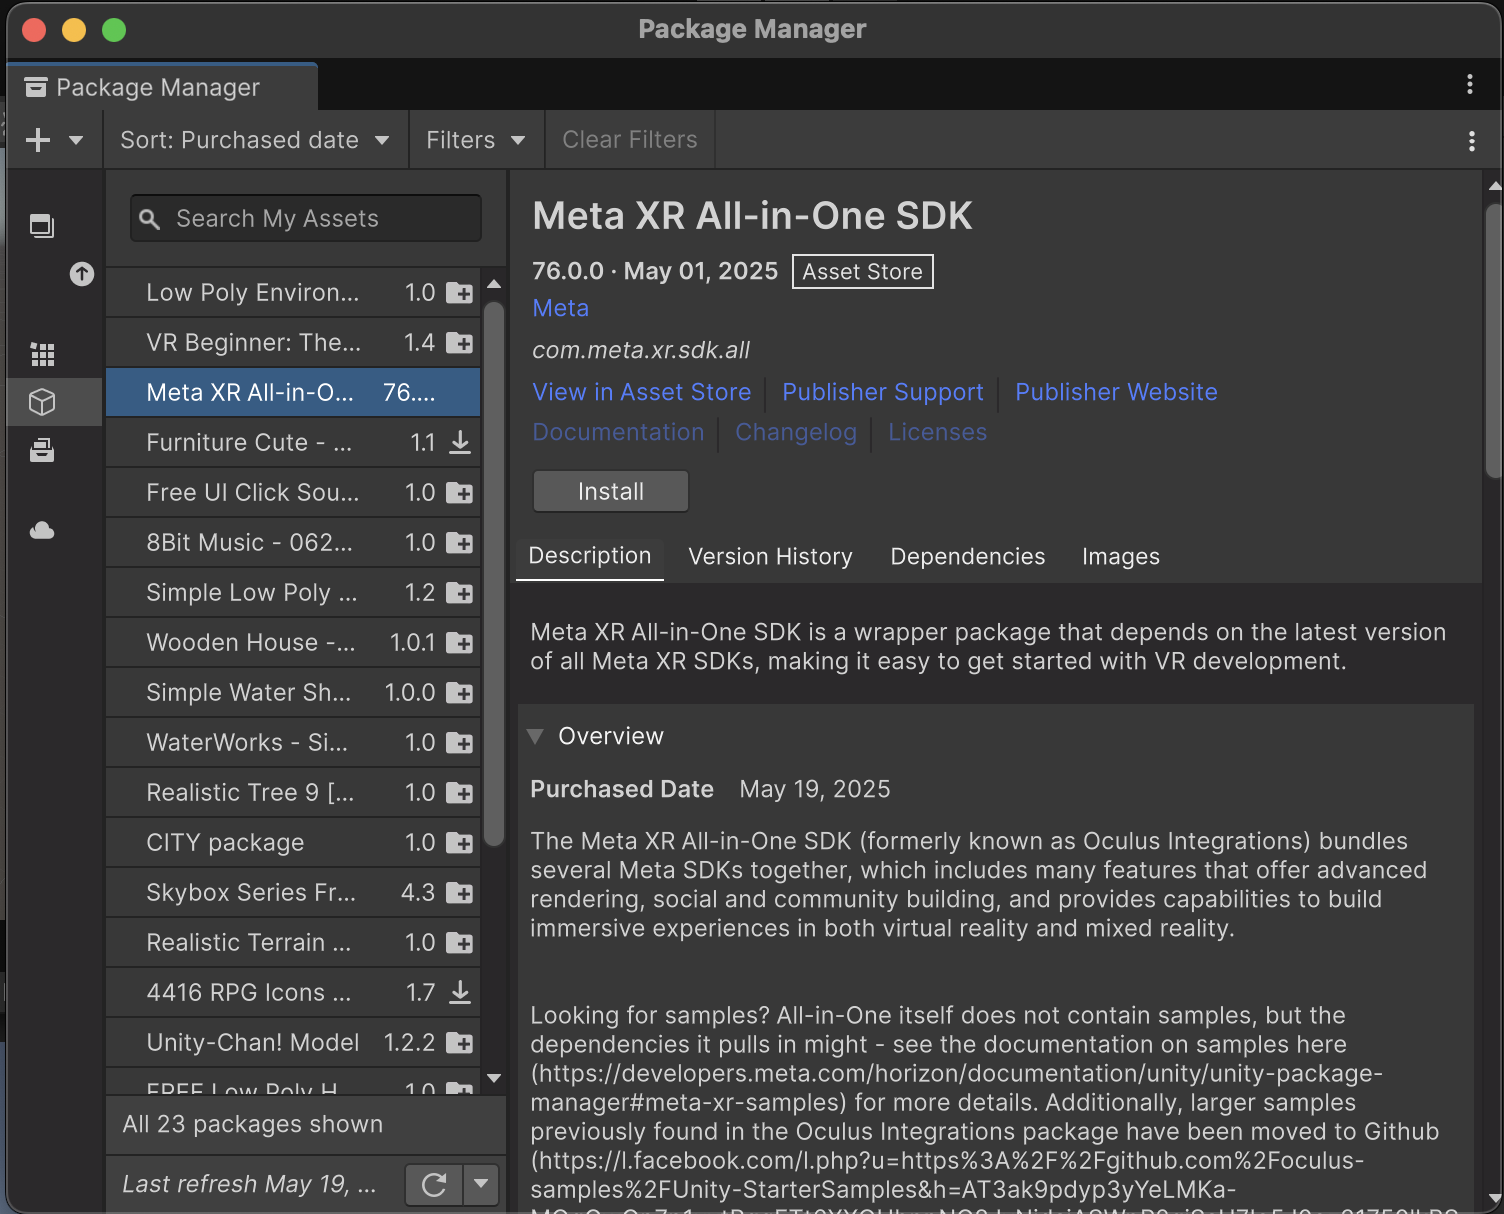 Package Manager
Package Manager
Sort: Purchased date
Filters
Clear Filters
Search My Assets
Low Poly Environ... 1.0
VR Beginner: The... 1.4
Meta XR All-in-O... 76....
Furniture Cute - ... 1.1
Free UI Click Sou... 1.0
8Bit Music - 062... 1.0
Simple Low Poly ... 1.2
Wooden House -... 1.0.1
Simple Water Sh... 1.0.0
WaterWorks - Si... 1.0
Realistic Tree 9 [... 1.0
CITY package 1.0
Skybox Series Fr... 4.3
Realistic Terrain ... 1.0
4416 RPG Icons ... 1.7
Unity-Chan! Model 1.2.2
FREE Low Poly H... 1.0
All 23 packages shown
Last refresh May 19, ...
Meta XR All-in-One SDK
76.0.0 · May 01, 2025 Asset Store
Meta
com.meta.xr.sdk.all
View in Asset Store Publisher Support Publisher Website
Documentation Changelog Licenses
Install
Description Version History Dependencies Images
Meta XR All-in-One SDK is a wrapper package that depends on the latest version
of all Meta XR SDKs, making it easy to get started with VR development.
Overview
Purchased Date May 19, 2025
The Meta XR All-in-One SDK (formerly known as Oculus Integrations) bundles
several Meta SDKs together, which includes many features that offer advanced
rendering, social and community building, and provides capabilities to build
immersive experiences in both virtual reality and mixed reality.
Looking for samples? All-in-One itself does not contain samples, but the
dependencies it pulls in might - see the documentation on samples here
(https://developers.meta.com/horizon/documentation/unity/unity-package-
manager#meta-xr-samples) for more details. Additionally, larger samples
previously found in the Oculus Integrations package have been moved to Github
(https://l.facebook.com/l.php?u=https%3A%2F%2Fgithub.com%2Foculus-
samples%2FUnity-StarterSamples&h=AT3ak9pdyp3yYeLMKa-